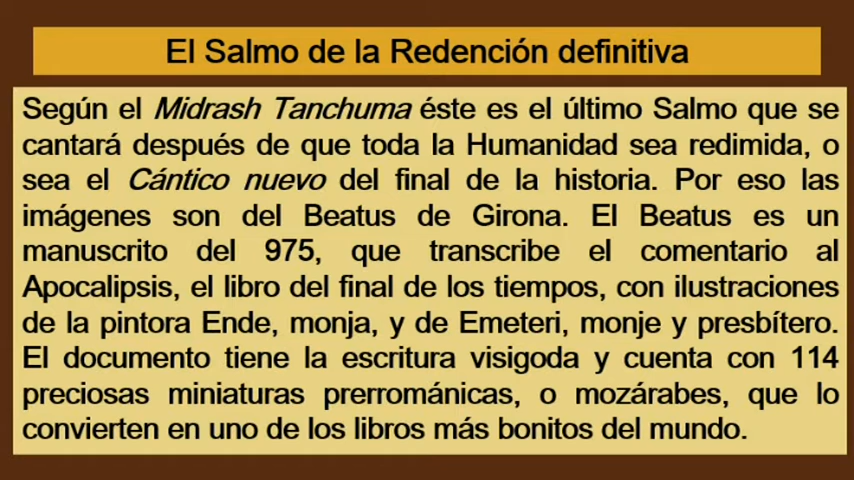 El Salmo de la Redención definitiva
Según el Midrash Tanchuma éste es el último Salmo que se
cantará después de que toda la Humanidad sea redimida, o
sea el Cántico nuevo del final de la historia. Por eso las
imágenes son del Beatus de Girona. El Beatus es un
manuscrito del 975, que transcribe el comentario al
Apocalipsis, el libro del final de los tiempos, con ilustraciones
de la pintora Ende, monja, y de Emeteri, monje y presbítero.
El documento tiene la escritura visigoda y cuenta con 114
preciosas miniaturas prerrománicas, o mozárabes, que lo
convierten en uno de los libros más bonitos del mundo.